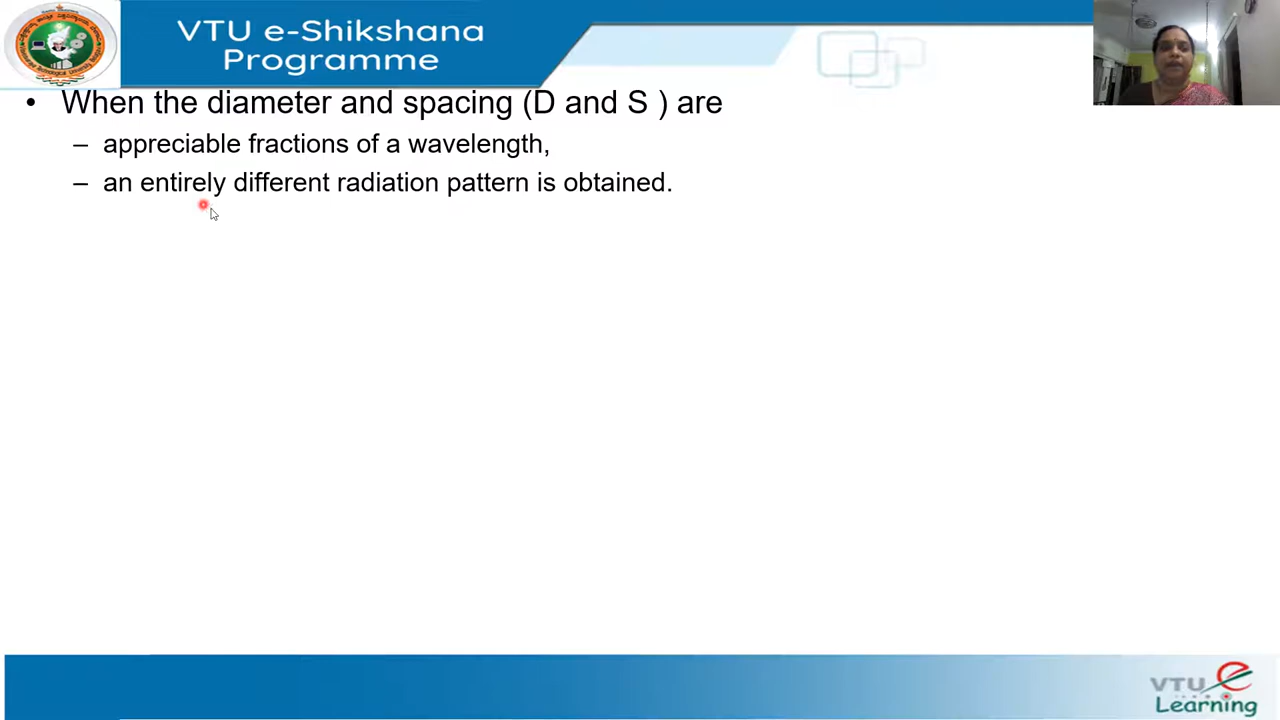 VTU e-Shikshana
Programme
• When the diameter and spacing (D and S ) are
– appreciable fractions of a wavelength,
– an entirely different radiation pattern is obtained.
VTU e
Learning